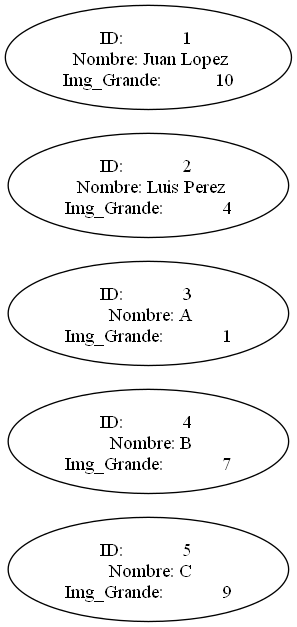 ID: 1
Nombre: Juan Lopez
Img_Grande: 10
ID: 2
Nombre: Luis Perez
Img_Grande: 4
ID: 3
Nombre: A
Img_Grande: 1
ID: 4
Nombre: B
Img_Grande: 7
ID: 5
Nombre: C
Img_Grande: 9